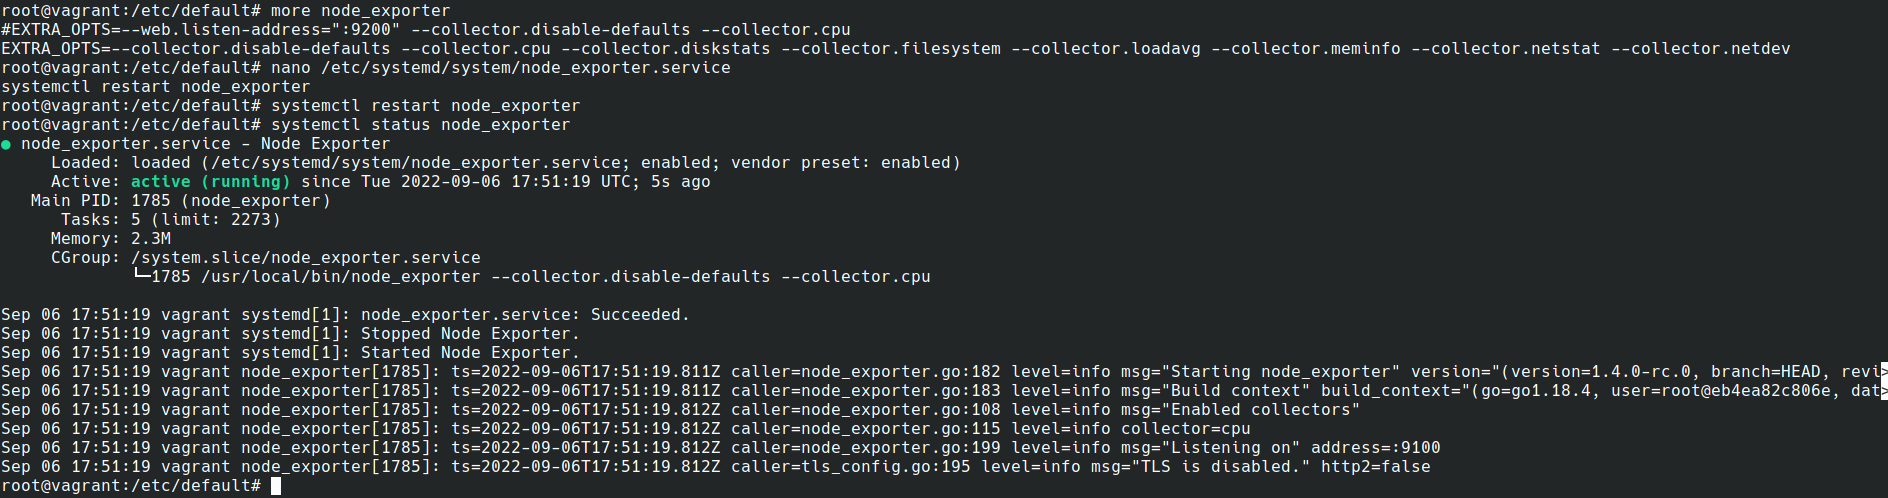 root@vagrant:/etc/default# more node_exporter
#EXTRA_OPTS=--web.listen-address=":9200" --collector.disable-defaults --collector.cpu
EXTRA_OPTS=--collector.disable-defaults --collector.cpu --collector.diskstats --collector.filesystem --collector.loadavg --collector.meminfo --collector.netstat --collector.netdev
root@vagrant:/etc/default# nano /etc/systemd/system/node_exporter.service
systemctl restart node_exporter
root@vagrant:/etc/default# systemctl restart node_exporter
root@vagrant:/etc/default# systemctl status node_exporter
● node_exporter.service - Node Exporter
     Loaded: loaded (/etc/systemd/system/node_exporter.service; enabled; vendor preset: enabled)
     Active: active (running) since Tue 2022-09-06 17:51:19 UTC; 5s ago
   Main PID: 1785 (node_exporter)
      Tasks: 5 (limit: 2273)
     Memory: 2.3M
     CGroup: /system.slice/node_exporter.service
             └─1785 /usr/local/bin/node_exporter --collector.disable-defaults --collector.cpu

Sep 06 17:51:19 vagrant systemd[1]: node_exporter.service: Succeeded.
Sep 06 17:51:19 vagrant systemd[1]: Stopped Node Exporter.
Sep 06 17:51:19 vagrant systemd[1]: Started Node Exporter.
Sep 06 17:51:19 vagrant node_exporter[1785]: ts=2022-09-06T17:51:19.811Z caller=node_exporter.go:182 level=info msg="Starting node_exporter" version="(version=1.4.0-rc.0, branch=HEAD, revi>
Sep 06 17:51:19 vagrant node_exporter[1785]: ts=2022-09-06T17:51:19.811Z caller=node_exporter.go:183 level=info msg="Build context" build_context="(go=go1.18.4, user=root@eb4ea82c806e, dat>
Sep 06 17:51:19 vagrant node_exporter[1785]: ts=2022-09-06T17:51:19.812Z caller=node_exporter.go:108 level=info msg="Enabled collectors"
Sep 06 17:51:19 vagrant node_exporter[1785]: ts=2022-09-06T17:51:19.812Z caller=node_exporter.go:115 level=info collector=cpu
Sep 06 17:51:19 vagrant node_exporter[1785]: ts=2022-09-06T17:51:19.812Z caller=node_exporter.go:199 level=info msg="Listening on" address=:9100
Sep 06 17:51:19 vagrant node_exporter[1785]: ts=2022-09-06T17:51:19.812Z caller=tls_config.go:195 level=info msg="TLS is disabled." http2=false
root@vagrant:/etc/default#